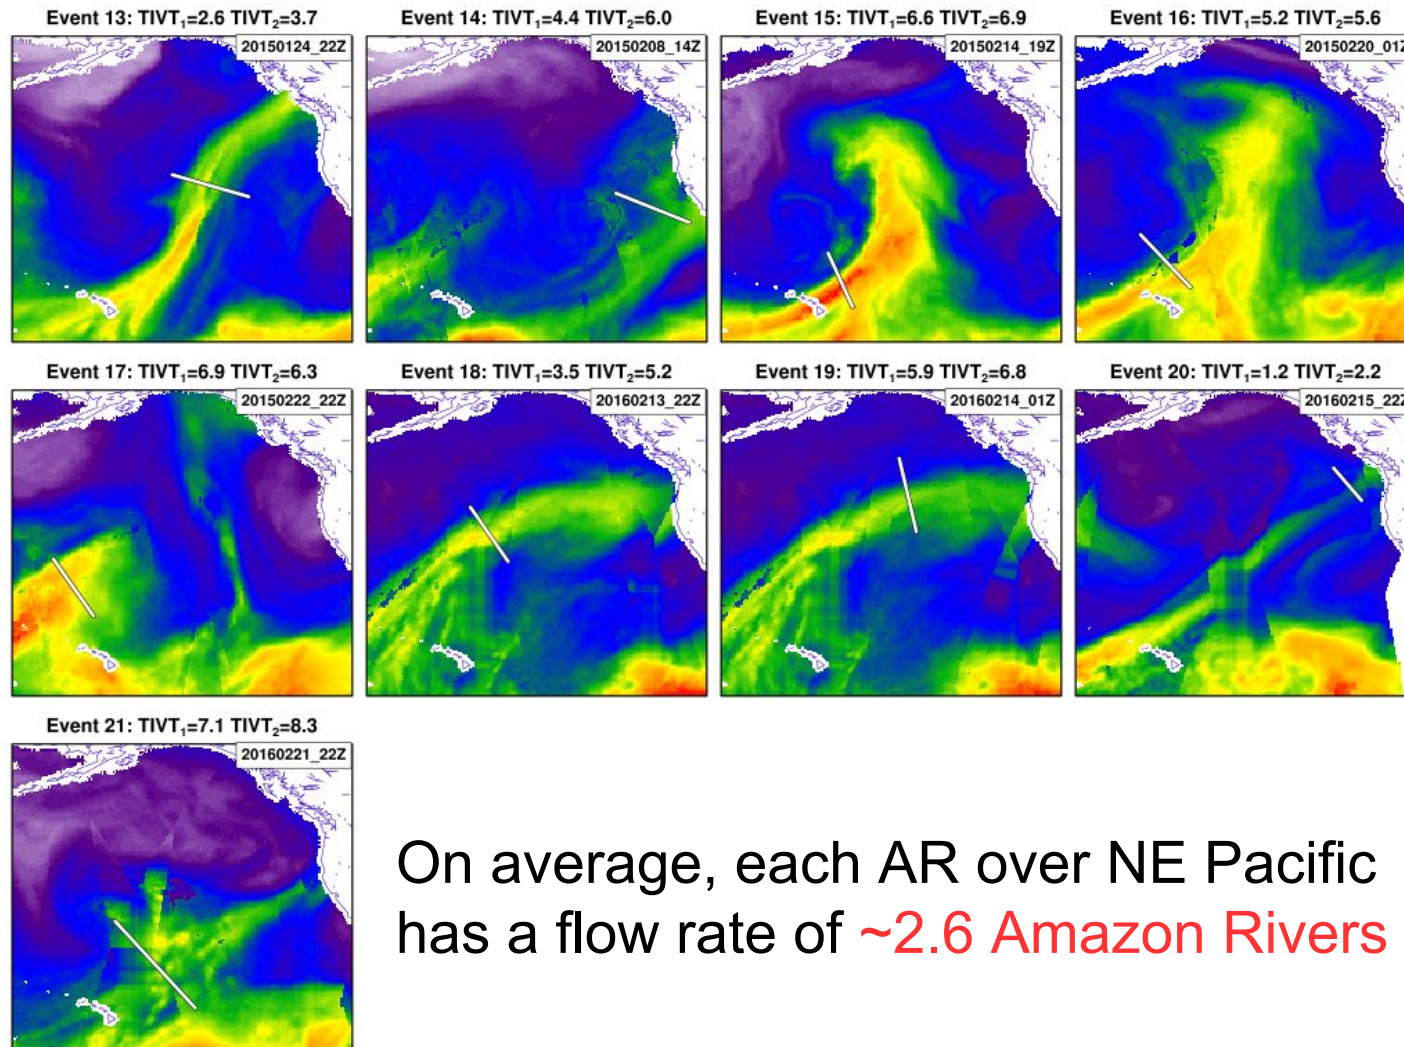 Event 13: TIVT₁=2.6 TIVT₂=3.7
20150124_22Z
Event 14: TIVT₁=4.4 TIVT₂=6.0
20150208_14Z
Event 15: TIVT₁=6.6 TIVT₂=6.9
20150214_19Z
Event 16: TIVT₁=5.2 TIVT₂=5.6
20150220_01Z
Event 17: TIVT₁=6.9 TIVT₂=6.3
20150222_22Z
Event 18: TIVT₁=3.5 TIVT₂=5.2
20160213_22Z
Event 19: TIVT₁=5.9 TIVT₂=6.8
20160214_01Z
Event 20: TIVT₁=1.2 TIVT₂=2.2
20160215_22Z
Event 21: TIVT₁=7.1 TIVT₂=8.3
20160221_22Z
On average, each AR over NE Pacific
has a flow rate of ~2.6 Amazon Rivers